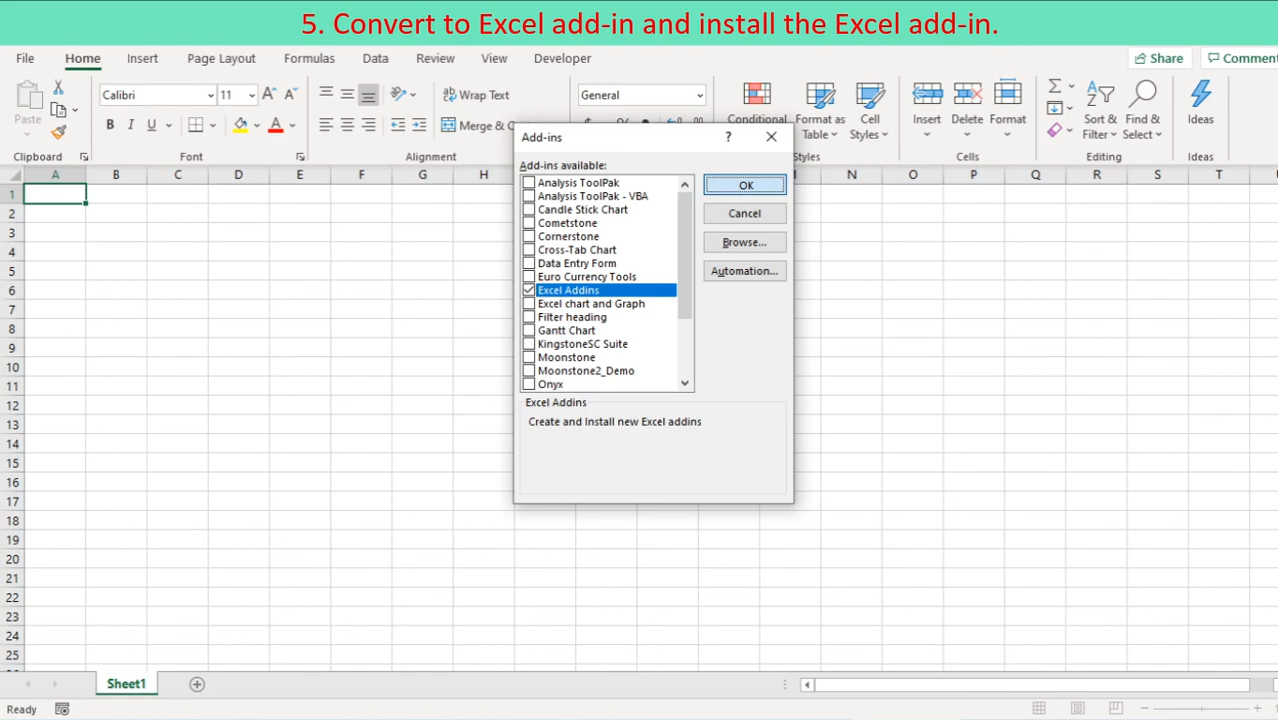 5. Convert to Excel add-in and install the Excel add-in.
File Home Insert Page Layout Formulas Data Review View Developer Share Comment
Paste
Calibri 11 A A
B I U A
Wrap Text
Merge & C
General
Conditional Format as Table Cell Styles
Insert Delete Format
Sort & Filter Find & Select
Ideas
Clipboard Font Alignment Styles Cells Editing Ideas
A B C D E F G H N O P Q R S T
1
2
3
4
5
6
7
8
9
10
11
12
13
14
15
16
17
18
19
20
21
22
23
24
25
Add-ins ?
Add-ins available:
Analysis ToolPak
Analysis ToolPak - VBA
Candle Stick Chart
Cometstone
Cornerstone
Cross-Tab Chart
Data Entry Form
Euro Currency Tools
Excel Addins
Excel chart and Graph
Filter heading
Gantt Chart
KingstoneSC Suite
Moonstone
Moonstone2_Demo
Onyx
OK
Cancel
Browse...
Automation...
Excel Addins
Create and Install new Excel addins
Sheet1
Ready